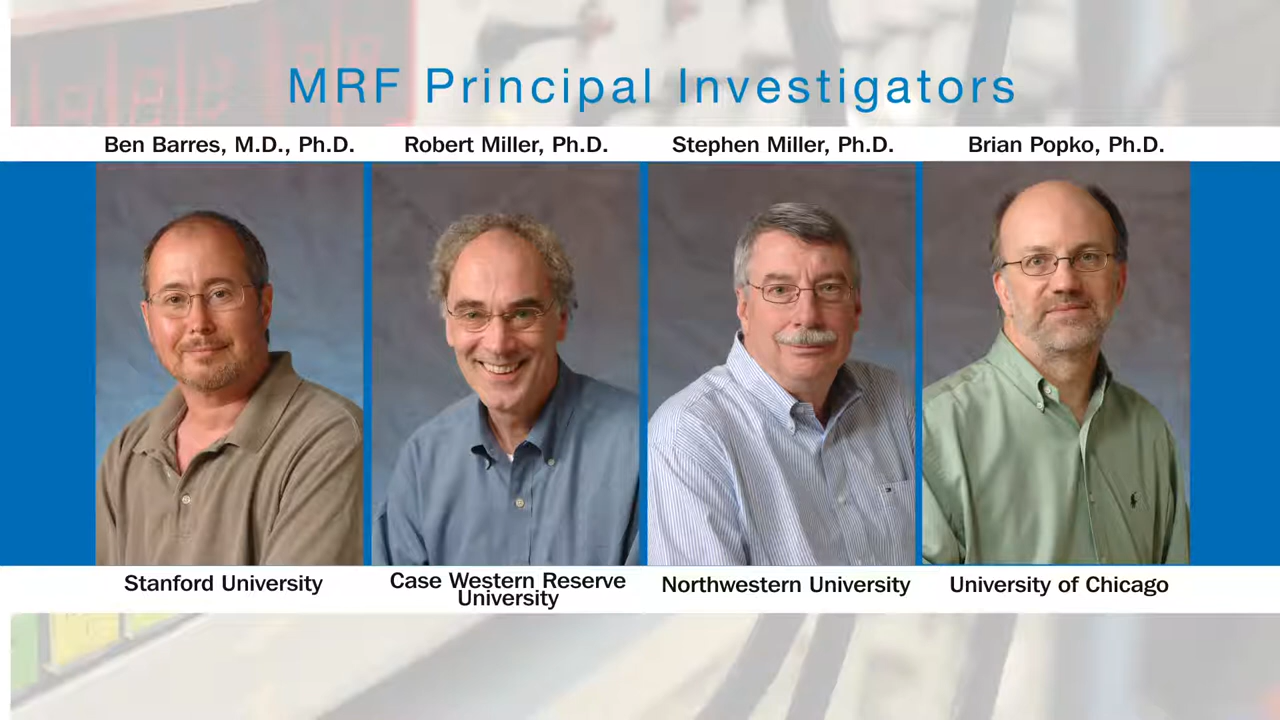 MRF Principal Investigators
Ben Barres, M.D., Ph.D.
Robert Miller, Ph.D.
Stephen Miller, Ph.D.
Brian Popko, Ph.D.
Stanford University
Case Western Reserve
University
Northwestern University
University of Chicago